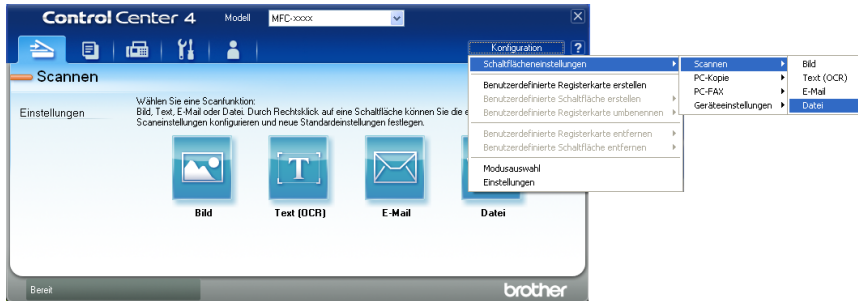 Control Center 4 Modell MFC-xxxx
Konfiguration ?
Scannen
Einstellungen
Wählen Sie eine Scanfunktion:
Bild, Text, E-Mail oder Datei. Durch Rechtsklick auf eine Schaltfläche können Sie die
Scaneinstellungen konfigurieren und neue Standardeinstellungen festlegen.
T
Bild Text (OCR) E-Mail Datei
Bereit
brother
Schaltflächeneinstellungen
Benutzerdefinierte Registerkarte erstellen
Benutzerdefinierte Schaltfläche erstellen
Benutzerdefinierte Registerkarte umbenennen
Benutzerdefinierte Registerkarte entfernen
Benutzerdefinierte Schaltfläche entfernen
Modusauswahl
Einstellungen
Scannen
PC-Kopie
PC-FAX
Geräteeinstellungen
Bild
Text (OCR)
E-Mail
Datei